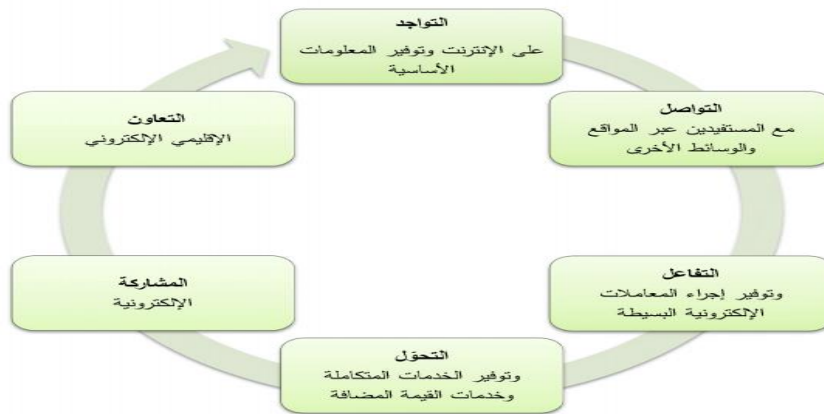 التواجد
على الإنترنت وتوفير المعلومات
الأساسية
التواصل
مع المستفيدين عبر المواقع
والوسائط الأخرى
التفاعل
وتوفير إجراء المعاملات
الإلكترونية البسيطة
التحوّل
وتوفير الخدمات المتكاملة
وخدمات القيمة المضافة
المشاركة
الإلكترونية
التعاون
الإقليمي الإلكتروني